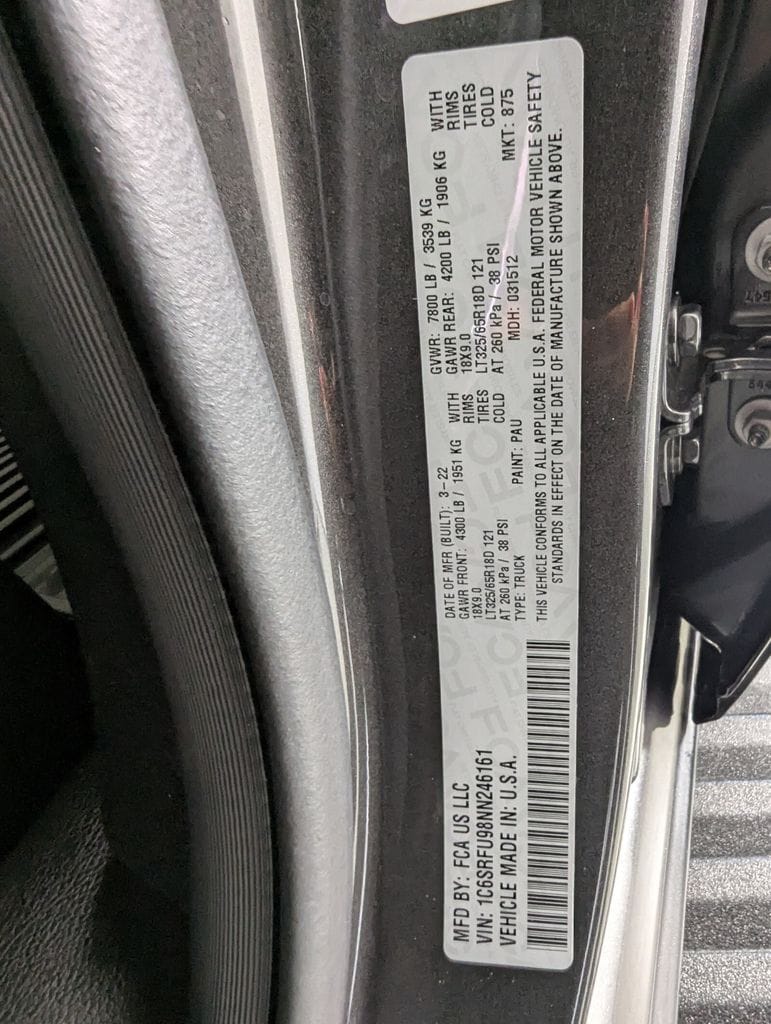 MFD BY: FCA US LLC
VIN: 1C6SRFU98NN246161
VEHICLE MADE IN: U.S.A.
DATE OF MFR (BUILT): 3-22
GAWR FRONT: 4300 LB / 1951 KG WITH
18X9.0 RIMS
LT325/65R18D 121 TIRES
AT 260 kPa / 38 PSI COLD
TYPE: TRUCK PAINT: PAU
GVWR: 7800 LB / 3539 KG
GAWR REAR: 4200 LB / 1906 KG WITH
18X9.0 RIMS
LT325/65R18D 121 TIRES
AT 260 kPa / 38 PSI COLD
MDH: 031512 MKT: 875
THIS VEHICLE CONFORMS TO ALL APPLICABLE U.S.A. FEDERAL MOTOR VEHICLE SAFETY
STANDARDS IN EFFECT ON THE DATE OF MANUFACTURE SHOWN ABOVE.